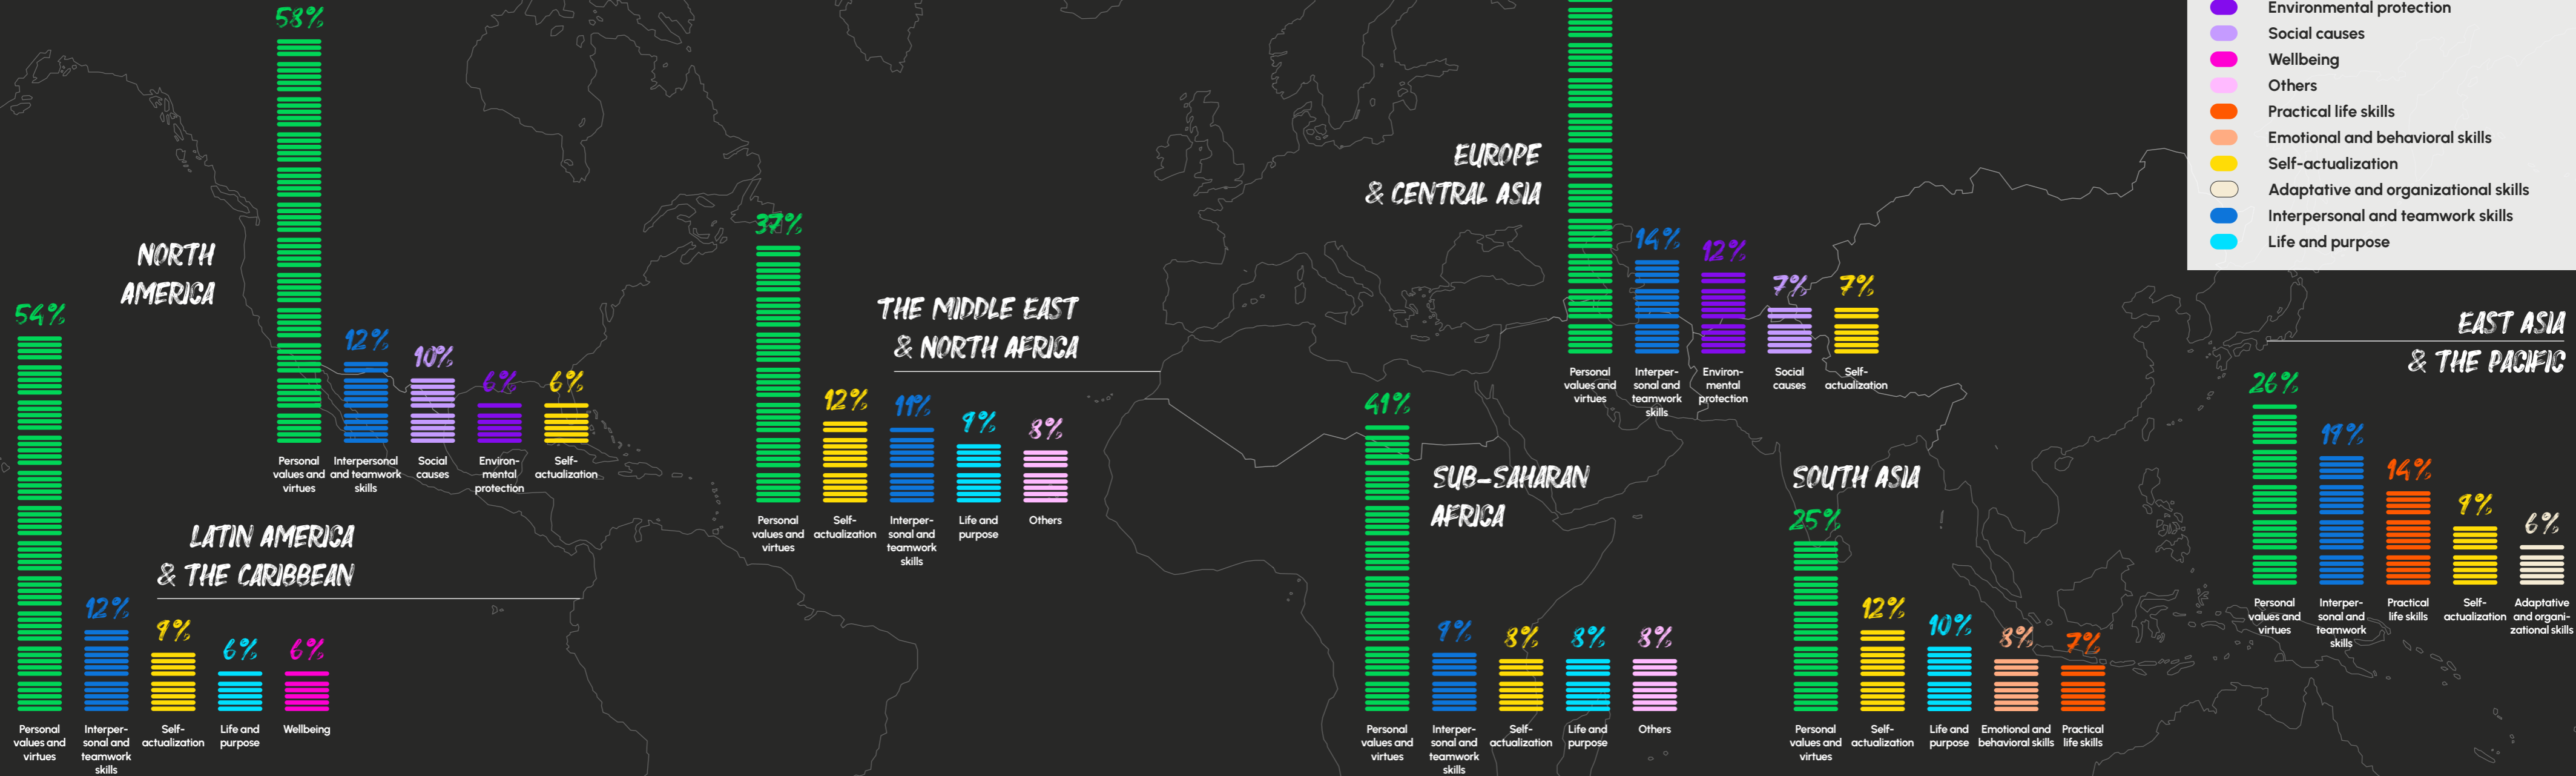 58%
NORTH
AMERICA
12%
10%
6%
6%
Personal
values and
virtues
Interpersonal
and teamwork
skills
Social
causes
Environ-
mental
protection
Self-
actualization
54%
LATIN AMERICA
& THE CARIBBEAN
12%
9%
6%
6%
Personal
values and
virtues
Interper-
sonal and
teamwork
skills
Self-
actualization
Life and
purpose
Wellbeing
37%
THE MIDDLE EAST
& NORTH AFRICA
12%
11%
9%
8%
Personal
values and
virtues
Self-
actualization
Interper-
sonal and
teamwork
skills
Life and
purpose
Others
EUROPE
& CENTRAL ASIA
14%
12%
7%
7%
Personal
values and
virtues
Interper-
sonal and
teamwork
skills
Environ-
mental
protection
Social
causes
Self-
actualization
41%
SUB-SAHARAN
AFRICA
9%
8%
8%
8%
Personal
values and
virtues
Interper-
sonal and
teamwork
skills
Self-
actualization
Life and
purpose
Others
SOUTH ASIA
25%
12%
10%
8%
7%
Personal
values and
virtues
Self-
actualization
Life and
purpose
Emotional and
behavioral skills
Practical
life skills
Environmental protection
Social causes
Wellbeing
Others
Practical life skills
Emotional and behavioral skills
Self-actualization
Adaptative and organizational skills
Interpersonal and teamwork skills
Life and purpose
EAST ASIA
& THE PACIFIC
26%
19%
14%
9%
6%
Personal
values and
virtues
Interper-
sonal and
teamwork
skills
Practical
life skills
Self-
actualization
Adaptative
and organi-
zational skills